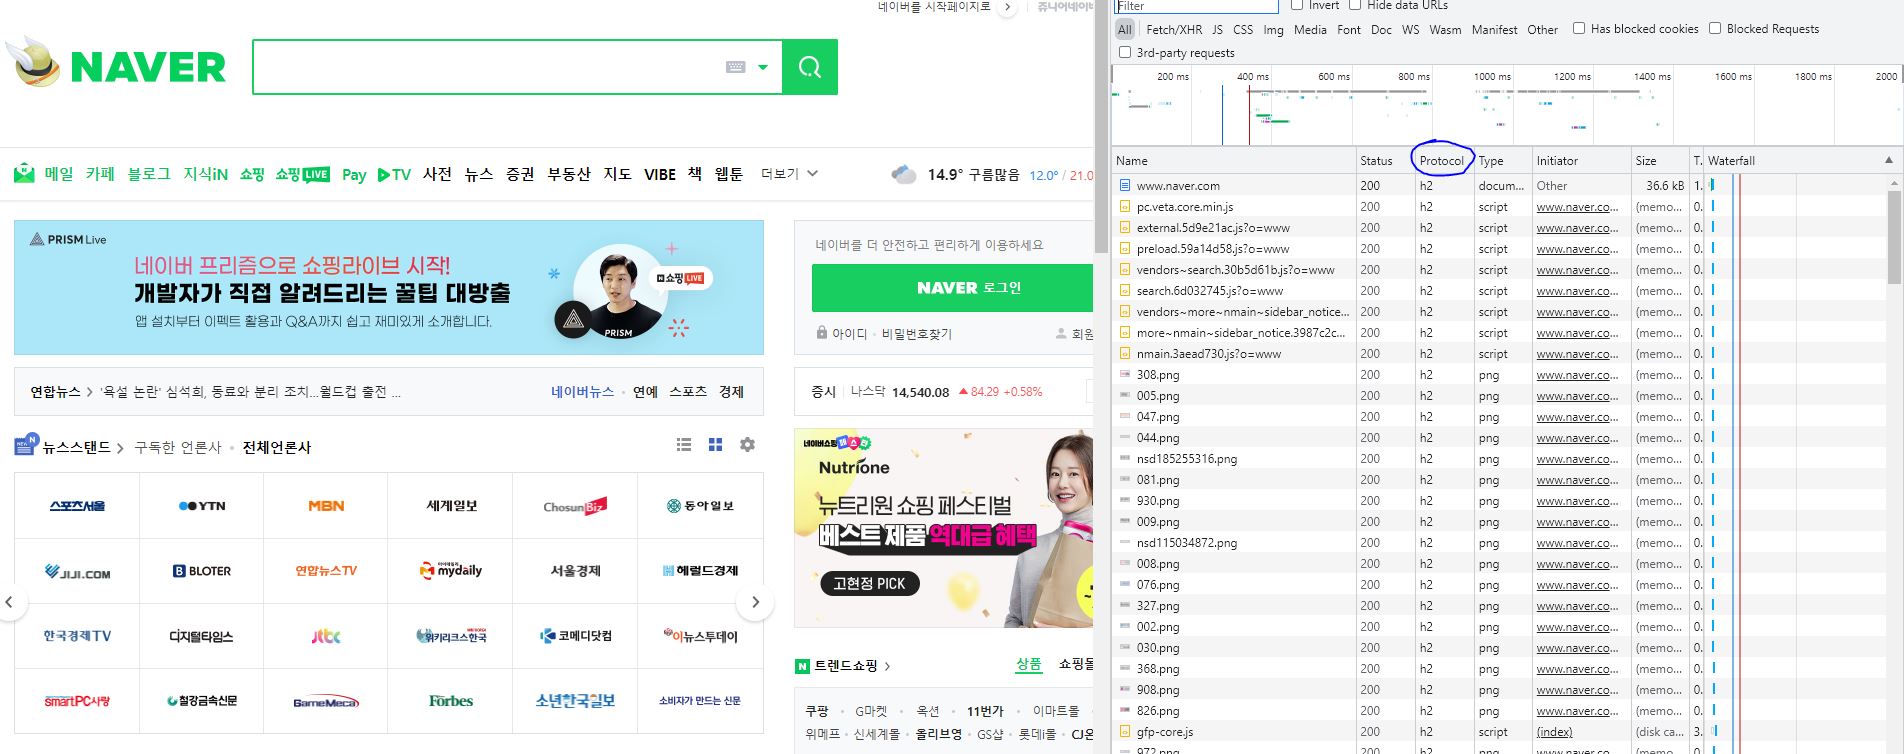 네이버를 시작페이지로
쥬니어네이버
NAVER
메일 카페 블로그 지식iN 쇼핑 쇼핑LIVE Pay TV 사전 뉴스 증권 부동산 지도 VIBE 책 웹툰 더보기
14.9° 구름많음 12.0° / 21.0
PRISM Live
네이버 프리즘으로 쇼핑라이브 시작!
개발자가 직접 알려드리는 꿀팁 대방출
앱 설치부터 이펙트 활용과 Q&A까지 쉽고 재미있게 소개합니다.
N쇼핑LIVE
PRISM
네이버를 더 안전하고 편리하게 이용하세요
NAVER 로그인
아이디 · 비밀번호찾기 회원
연합뉴스 > '욕설 논란' 심석희, 동료와 분리 조치...월드컵 출전 ...
네이버뉴스 · 연예 스포츠 경제
증시 나스닥 14,540.08 ▲ 84.29 +0.58%
뉴스스탠드 > 구독한 언론사 · 전체언론사
스포츠서울 YTN MBN 세계일보 ChosunBiz 동아일보
JIJI.COM BLOTER 연합뉴스TV mydaily 서울경제 헤럴드경제
한국경제TV 디지털타임스 jtbc 위키리크스한국 코메디닷컴 이뉴스투데이
smartPC사랑 철강금속신문 GameMeca Forbes 소년한국일보 소비자가 만드는 신문
네이버쇼핑 페스타
Nutrione
뉴트리원 쇼핑 페스티벌
베스트 제품 역대급 혜택
고현정 PICK
트렌드쇼핑 > 상품 쇼핑몰
쿠팡 · G마켓 · 옥션 · 11번가 · 이마트몰
위메프 · 신세계몰 · 올리브영 · GS샵 · 롯데i몰 · CJ온
Filter Invert Hide data URLs
All Fetch/XHR JS CSS Img Media Font Doc WS Wasm Manifest Other Has blocked cookies Blocked Requests
3rd-party requests
200 ms 400 ms 600 ms 800 ms 1000 ms 1200 ms 1400 ms 1600 ms 1800 ms 2000
Name Status Protocol Type Initiator Size T. Waterfall
www.naver.com 200 h2 docum... Other 36.6 kB 1.
pc.veta.core.min.js 200 h2 script www.naver.co... (memo... 0.
external.5d9e21ac.js?o=www 200 h2 script www.naver.co... (memo... 0.
preload.59a14d58.js?o=www 200 h2 script www.naver.co... (memo... 0.
vendors~search.30b5d61b.js?o=www 200 h2 script www.naver.co... (memo... 0.
search.6d032745.js?o=www 200 h2 script www.naver.co... (memo... 0.
vendors~more~nmain~sidebar_notice... 200 h2 script www.naver.co... (memo... 0.
more~nmain~sidebar_notice.3987c2c... 200 h2 script www.naver.co... (memo... 0.
nmain.3aead730.js?o=www 200 h2 script www.naver.co... (memo... 0.
308.png 200 h2 png www.naver.co... (memo... 0.
005.png 200 h2 png www.naver.co... (memo... 0.
047.png 200 h2 png www.naver.co... (memo... 0.
044.png 200 h2 png www.naver.co... (memo... 0.
nsd185255316.png 200 h2 png www.naver.co... (memo... 0.
081.png 200 h2 png www.naver.co... (memo... 0.
930.png 200 h2 png www.naver.co... (memo... 0.
009.png 200 h2 png www.naver.co... (memo... 0.
nsd115034872.png 200 h2 png www.naver.co... (memo... 0.
008.png 200 h2 png www.naver.co... (memo... 0.
076.png 200 h2 png www.naver.co... (memo... 0.
327.png 200 h2 png www.naver.co... (memo... 0.
002.png 200 h2 png www.naver.co... (memo... 0.
030.png 200 h2 png www.naver.co... (memo... 0.
368.png 200 h2 png www.naver.co... (memo... 0.
908.png 200 h2 png www.naver.co... (memo... 0.
826.png 200 h2 png www.naver.co... (memo... 0.
gfp-core.js 200 h2 script (index) (disk ca... 3.
972.png 200 h2 png www.naver.co... (memo... 0.